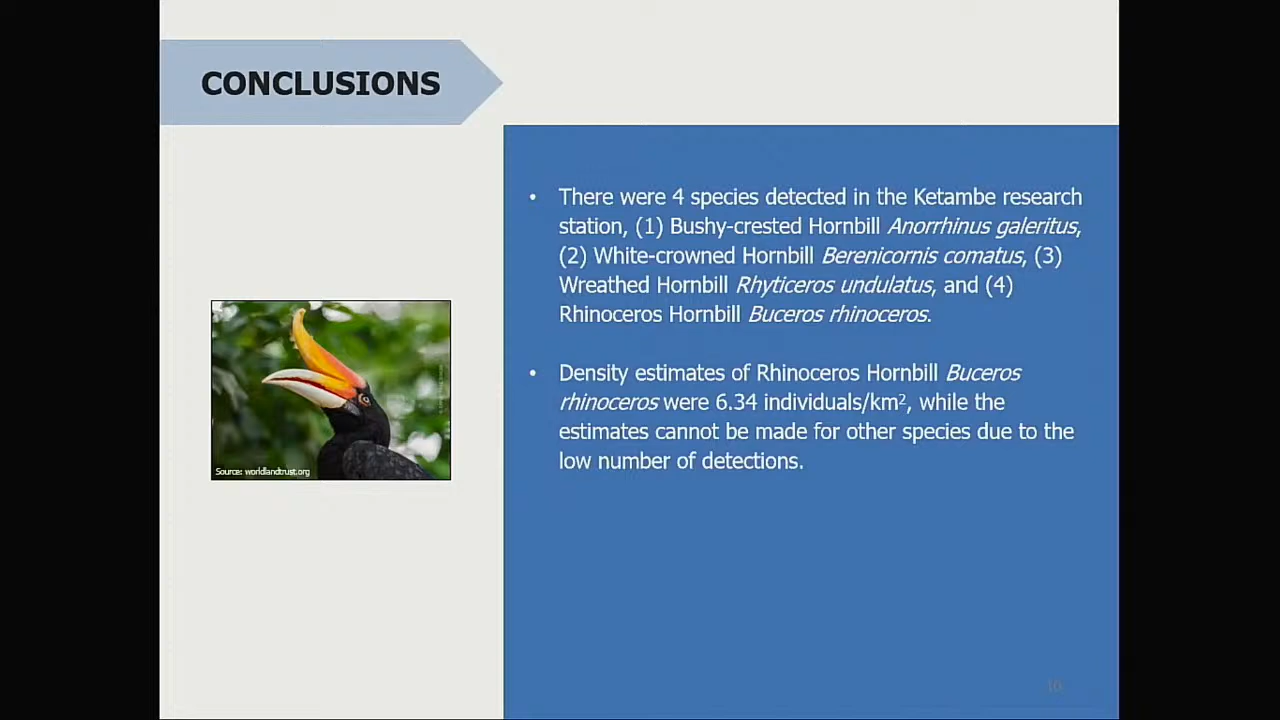 CONCLUSIONS
• There were 4 species detected in the Ketambe research
station, (1) Bushy-crested Hornbill Anorrhinus galeritus,
(2) White-crowned Hornbill Berenicornis comatus, (3)
Wreathed Hornbill Rhyticeros undulatus, and (4)
Rhinoceros Hornbill Buceros rhinoceros.
• Density estimates of Rhinoceros Hornbill Buceros
rhinoceros were 6.34 individuals/km², while the
estimates cannot be made for other species due to the
low number of detections.
Source: worldlandtrust.org
10